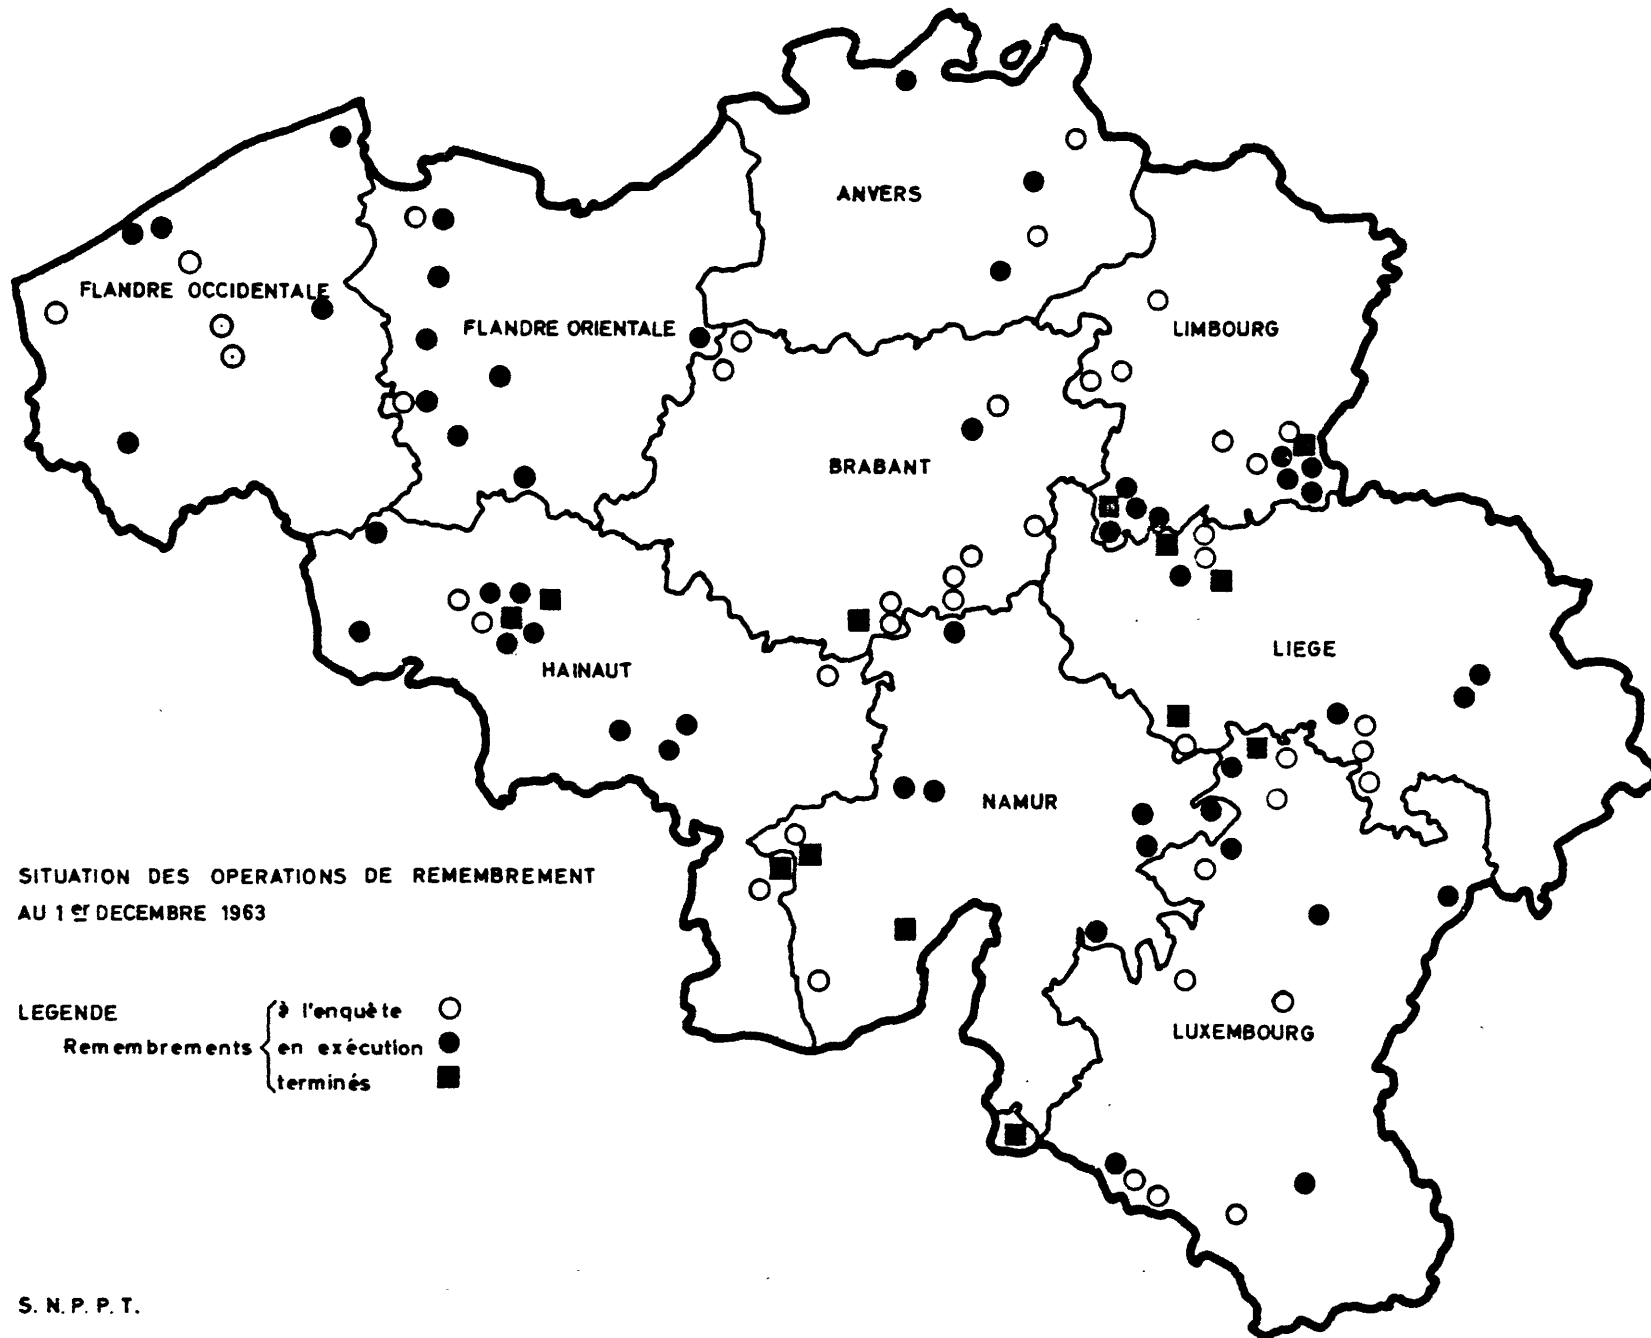 ANVERS
FLANDRE OCCIDENTALE
FLANDRE ORIENTALE
LIMBOURG
BRABANT
HAINAUT
LIEGE
NAMUR
LUXEMBOURG
SITUATION DES OPERATIONS DE REMEMBREMENT
AU 1er DECEMBRE 1963
LEGENDE
Remembrements
à l'enquète
en exécution
terminés
S. N. P. P. T.